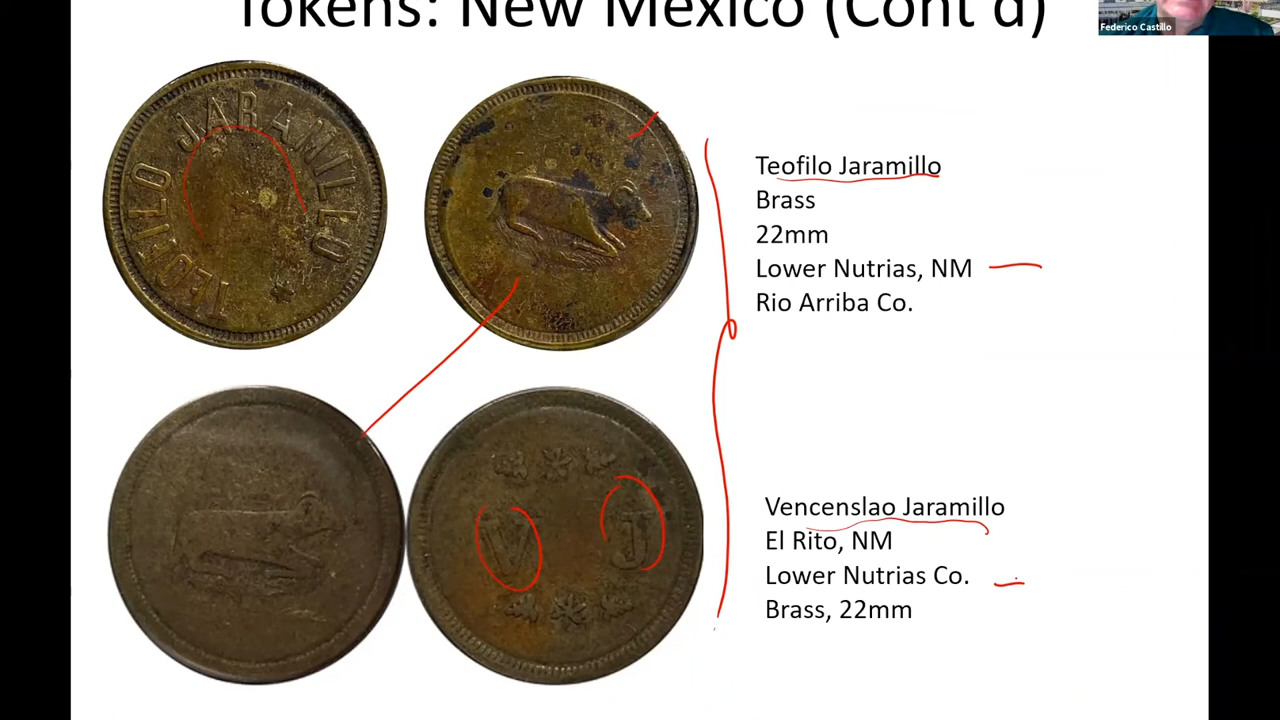 Tokens: New Mexico (Cont'd)
Federico Castillo
TEOFILO JARAMILLO
Teofilo Jaramillo
Brass
22mm
Lower Nutrias, NM
Rio Arriba Co.
V J
Vencenslao Jaramillo
El Rito, NM
Lower Nutrias Co.
Brass, 22mm